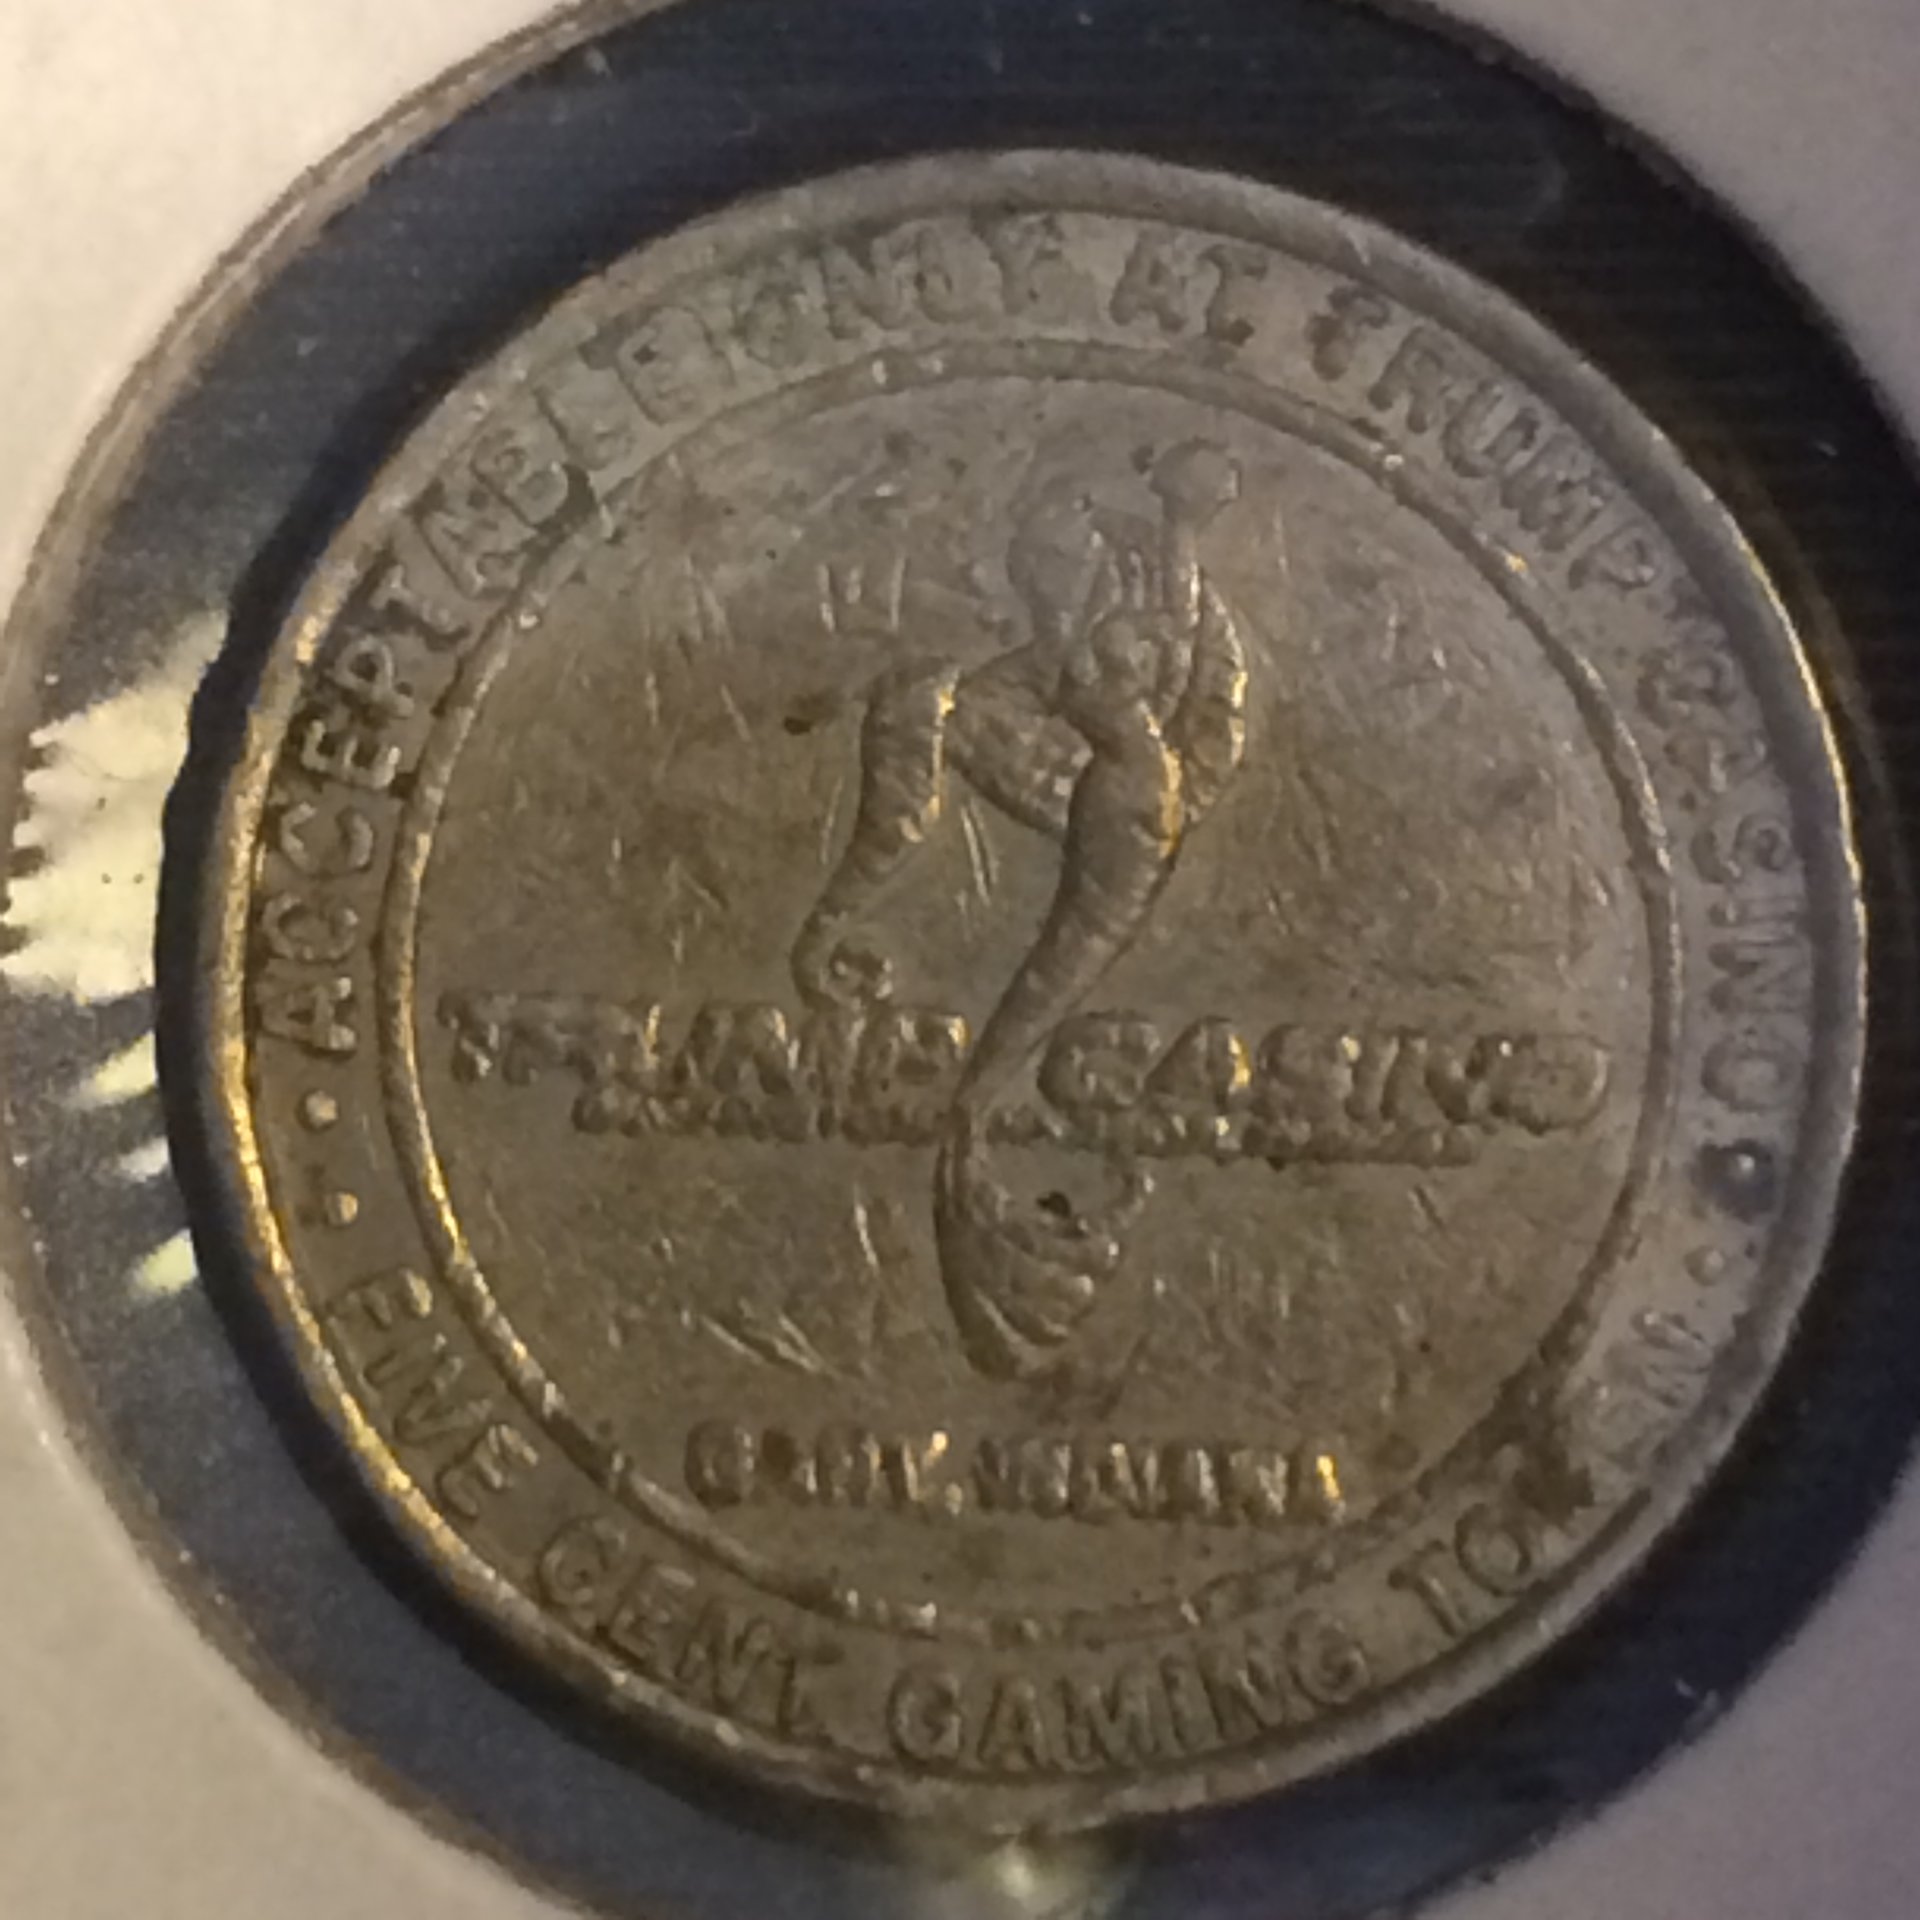 ACCEPTABLE ONLY AT TRUMP CASINO
TRUMP CASINO
GARY, INDIANA
FIVE CENT GAMING TOKEN